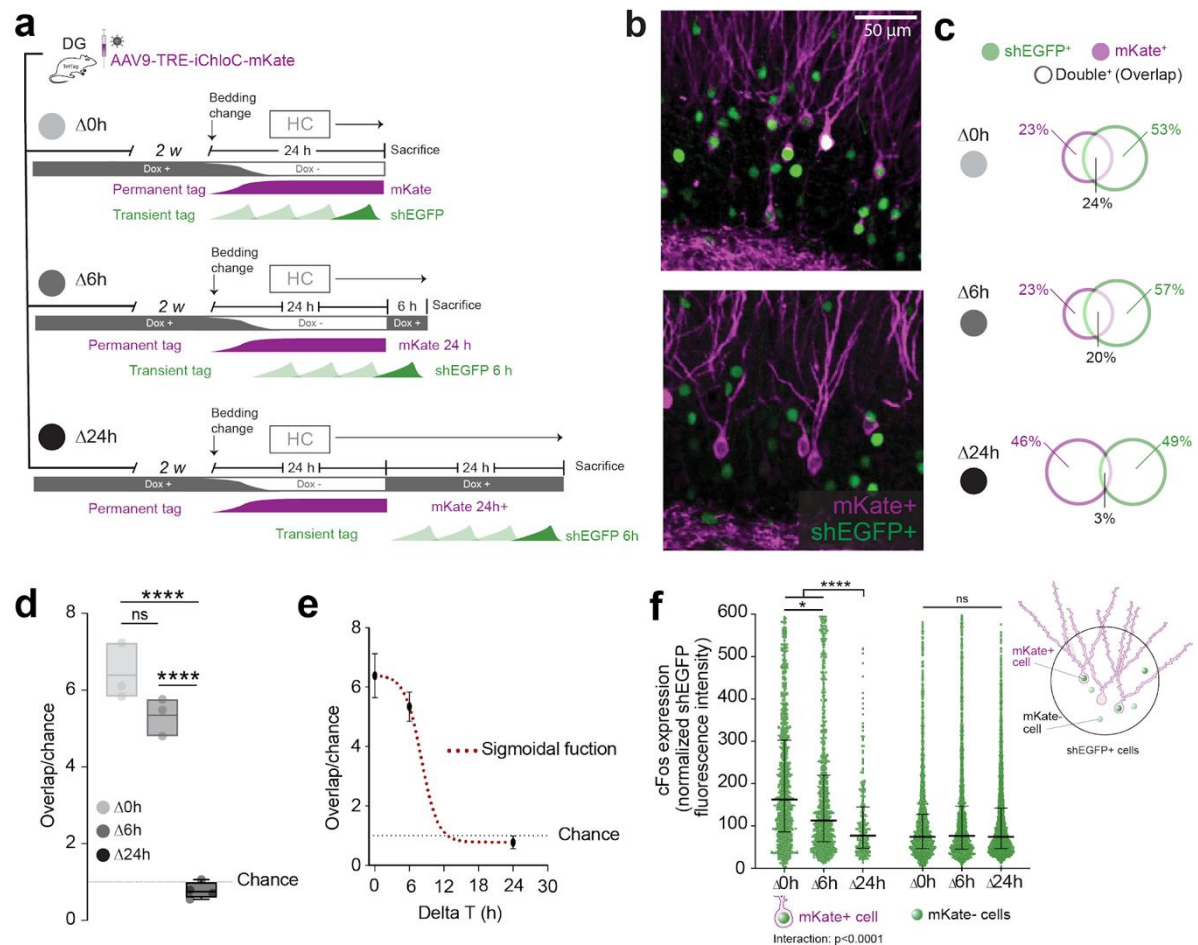 a
DG
TetTag
AAV9-TRE-iChloC-mKate
Δ0h
Bedding
change
HC
2 w
24 h
Sacrifice
Dox +
Dox -
Permanent tag
mKate
Transient tag
shEGFP
Δ6h
Bedding
change
HC
2 w
24 h
6 h
Sacrifice
Dox +
Dox -
Dox +
Permanent tag
mKate 24 h
Transient tag
shEGFP 6 h
Δ24h
Bedding
change
HC
2 w
24 h
24 h
Sacrifice
Dox +
Dox -
Dox +
Permanent tag
mKate 24h+
Transient tag
shEGFP 6h
b
50 µm
mKate+
shEGFP+
c
shEGFP+ mKate+
Double+ (Overlap)
Δ0h
23%
53%
24%
Δ6h
23%
57%
20%
Δ24h
46%
49%
3%
d
Overlap/chance
8
6
4
2
0
****
ns
****
Δ0h
Δ6h
Δ24h
Chance
e
Overlap/chance
8
6
4
2
0
Sigmoidal fuction
Chance
0 6 12 18 24 30
Delta T (h)
f
cFos expression
(normalized shEGFP
fluorescence intensity)
600
500
400
300
200
100
0
****
*
ns
Δ0h Δ6h Δ24h
Δ0h Δ6h Δ24h
mKate+ cell
mKate- cells
Interaction: p<0.0001
mKate+
cell
mKate-
cell
shEGFP+ cells